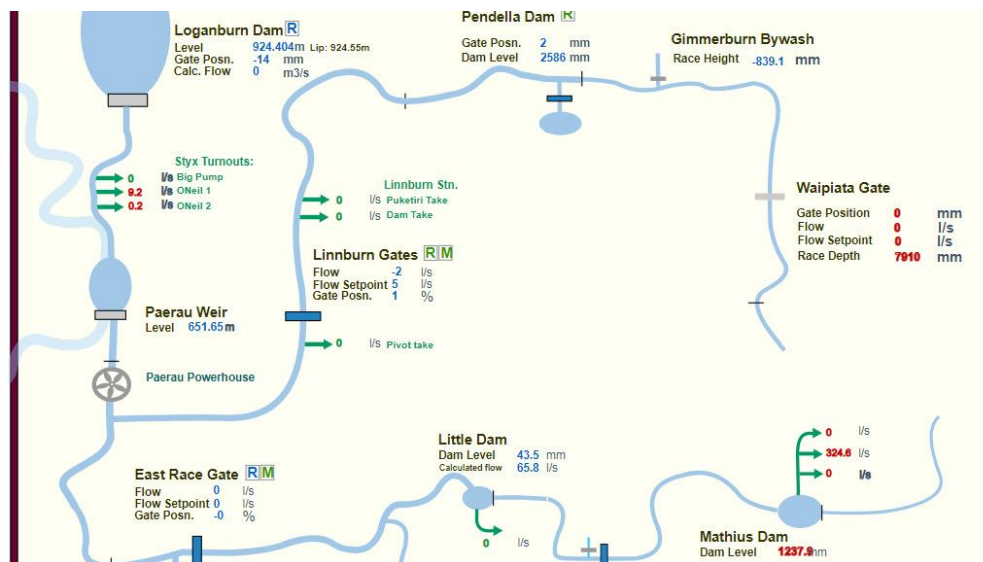 Loganburn Dam R
Level 924.404m Lip: 924.55m
Gate Posn. -14 mm
Calc. Flow 0 m3/s
Pendella Dam R
Gate Posn. 2 mm
Dam Level 2586 mm
Gimmerburn Bywash
Race Height -839.1 mm
Styx Turnouts:
0 l/s Big Pump
9.2 l/s ONeil 1
0.2 l/s ONeil 2
Linnburn Stn.
0 l/s Puketiri Take
0 l/s Dam Take
Waipiata Gate
Gate Position 0 mm
Flow 0 l/s
Flow Setpoint 0 l/s
Race Depth 7910 mm
Linnburn Gates R M
Flow -2 l/s
Flow Setpoint 5 l/s
Gate Posn. 1 %
Paerau Weir
Level 651.65 m
0 l/s Pivot take
Paerau Powerhouse
East Race Gate R M
Flow 0 l/s
Flow Setpoint 0 l/s
Gate Posn. -0 %
Little Dam
Dam Level 43.5 mm
Calculated flow 65.8 l/s
0 l/s
0 l/s
324.6 l/s
0 l/s
Mathius Dam
Dam Level 1237.9mm